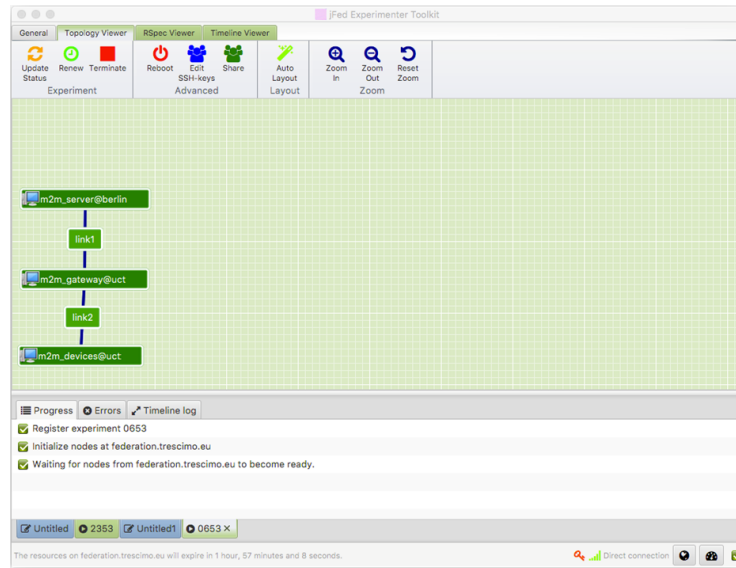 jFed Experimenter Toolkit
General Topology Viewer RSpec Viewer Timeline Viewer
Update Status Renew Terminate Reboot Edit SSH-keys Share Auto Layout Zoom In Zoom Out Reset Zoom
Experiment Advanced Layout Zoom
m2m_server@berlin
link1
m2m_gateway@uct
link2
m2m_devices@uct
Progress Errors Timeline log
Register experiment 0653
Initialize nodes at federation.trescimo.eu
Waiting for nodes from federation.trescimo.eu to become ready.
Untitled 2353 Untitled1 0653
The resources on federation.trescimo.eu will expire in 1 hour, 57 minutes and 8 seconds. Direct connection